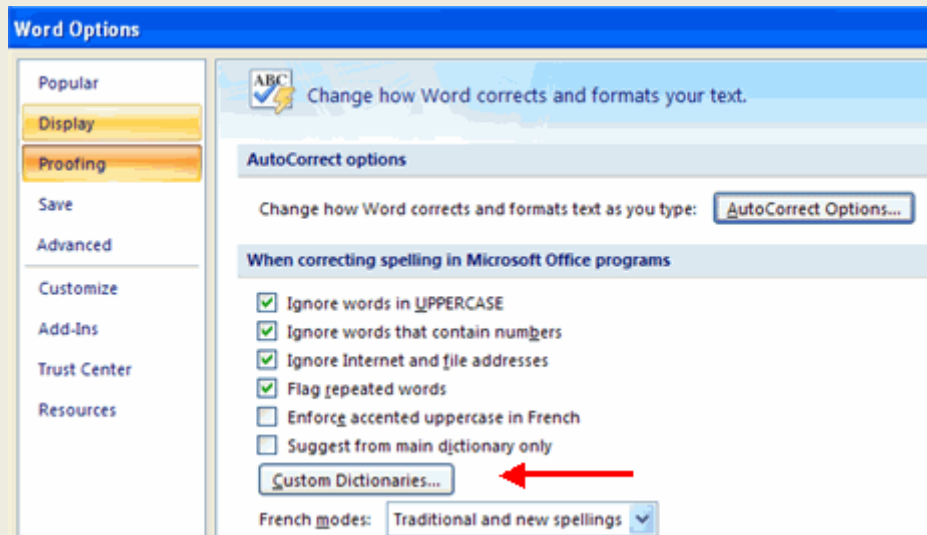 Word Options
Popular
Display
Proofing
Save
Advanced
Customize
Add-Ins
Trust Center
Resources
ABC
Change how Word corrects and formats your text.
AutoCorrect options
Change how Word corrects and formats text as you type: AutoCorrect Options...
When correcting spelling in Microsoft Office programs
Ignore words in UPPERCASE
Ignore words that contain numbers
Ignore Internet and file addresses
Flag repeated words
Enforce accented uppercase in French
Suggest from main dictionary only
Custom Dictionaries...
French modes: Traditional and new spellings